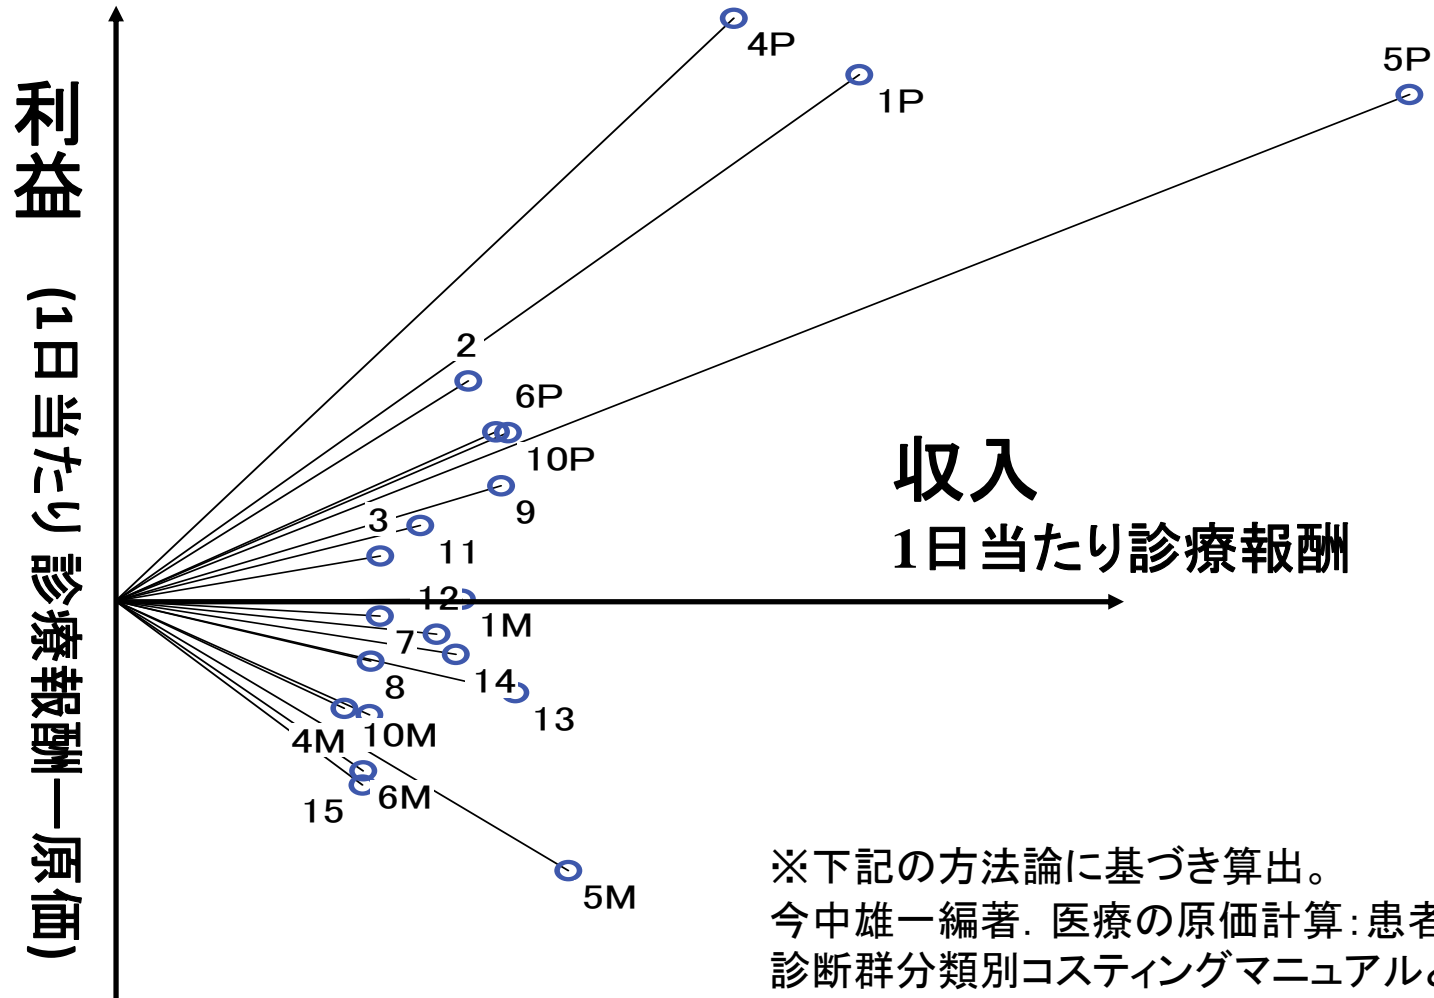 利益 (1日当たり診療報酬ー原価)
4P
5P
1P
2
6P
10P
9
3
11
収入
1日当たり診療報酬
12
1M
7
8
14
13
4M
10M
15
6M
5M
※下記の方法論に基づき算出。
今中雄一編著. 医療の原価計算:患者
診断群分類別コスティングマニュアルと